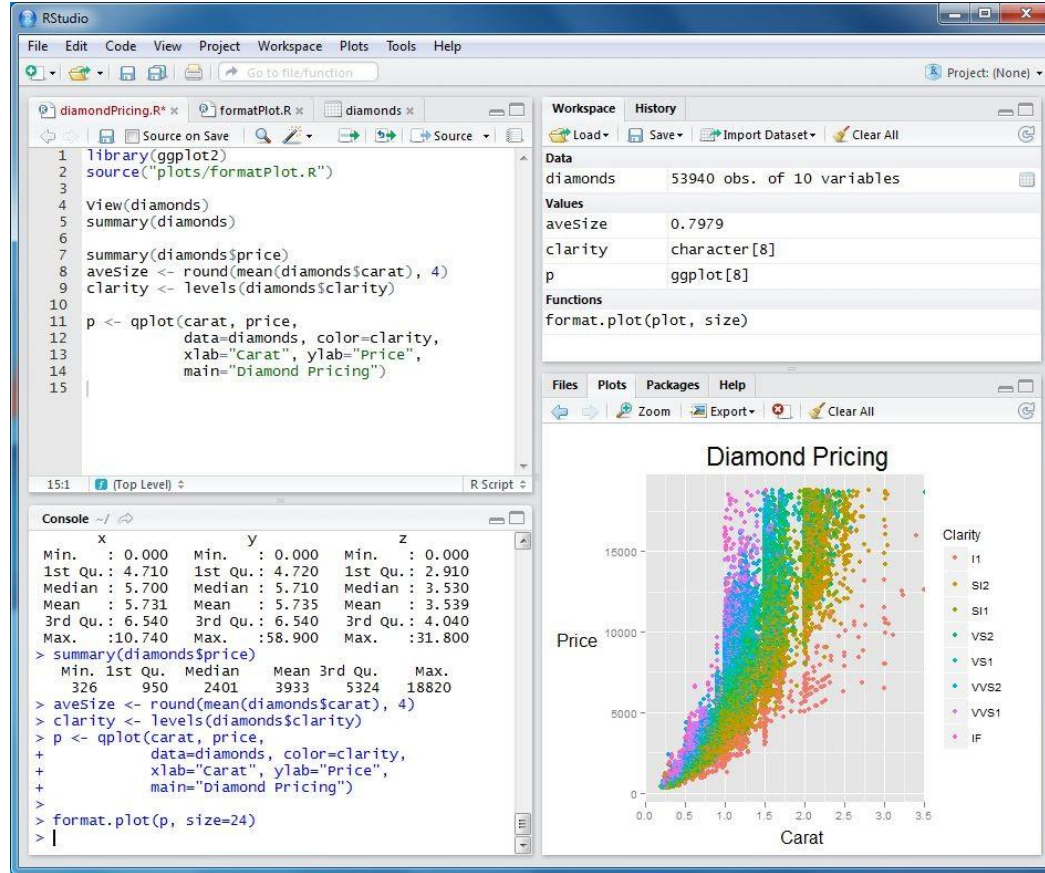 RStudio
File Edit Code View Project Workspace Plots Tools Help
Go to file/function
Project: (None)
diamondPricing.R* formatPlot.R diamonds
Source on Save Source
1 library(ggplot2)
2 source("plots/formatPlot.R")
3
4 View(diamonds)
5 summary(diamonds)
6
7 summary(diamonds$price)
8 aveSize <- round(mean(diamonds$carat), 4)
9 clarity <- levels(diamonds$clarity)
10
11 p <- qplot(carat, price,
12 data=diamonds, color=clarity,
13 xlab="Carat", ylab="Price",
14 main="Diamond Pricing")
15
15:1 (Top Level) R Script
Console ~/
x y z
Min. : 0.000 Min. : 0.000 Min. : 0.000
1st Qu.: 4.710 1st Qu.: 4.720 1st Qu.: 2.910
Median : 5.700 Median : 5.710 Median : 3.530
Mean : 5.731 Mean : 5.735 Mean : 3.539
3rd Qu.: 6.540 3rd Qu.: 6.540 3rd Qu.: 4.040
Max. :10.740 Max. :58.900 Max. :31.800
> summary(diamonds$price)
Min. 1st Qu. Median Mean 3rd Qu. Max.
326 950 2401 3933 5324 18820
> aveSize <- round(mean(diamonds$carat), 4)
> clarity <- levels(diamonds$clarity)
> p <- qplot(carat, price,
+ data=diamonds, color=clarity,
+ xlab="Carat", ylab="Price",
+ main="Diamond Pricing")
>
> format.plot(p, size=24)
>
Workspace History
Load Save Import Dataset Clear All
Data
diamonds 53940 obs. of 10 variables
Values
aveSize 0.7979
clarity character[8]
p ggplot[8]
Functions
format.plot(plot, size)
Files Plots Packages Help
Zoom Export Clear All
Diamond Pricing
Price
15000
10000
5000
0
0.0 0.5 1.0 1.5 2.0 2.5 3.0 3.5
Carat
Clarity
I1
SI2
SI1
VS2
VS1
VVS2
VVS1
IF